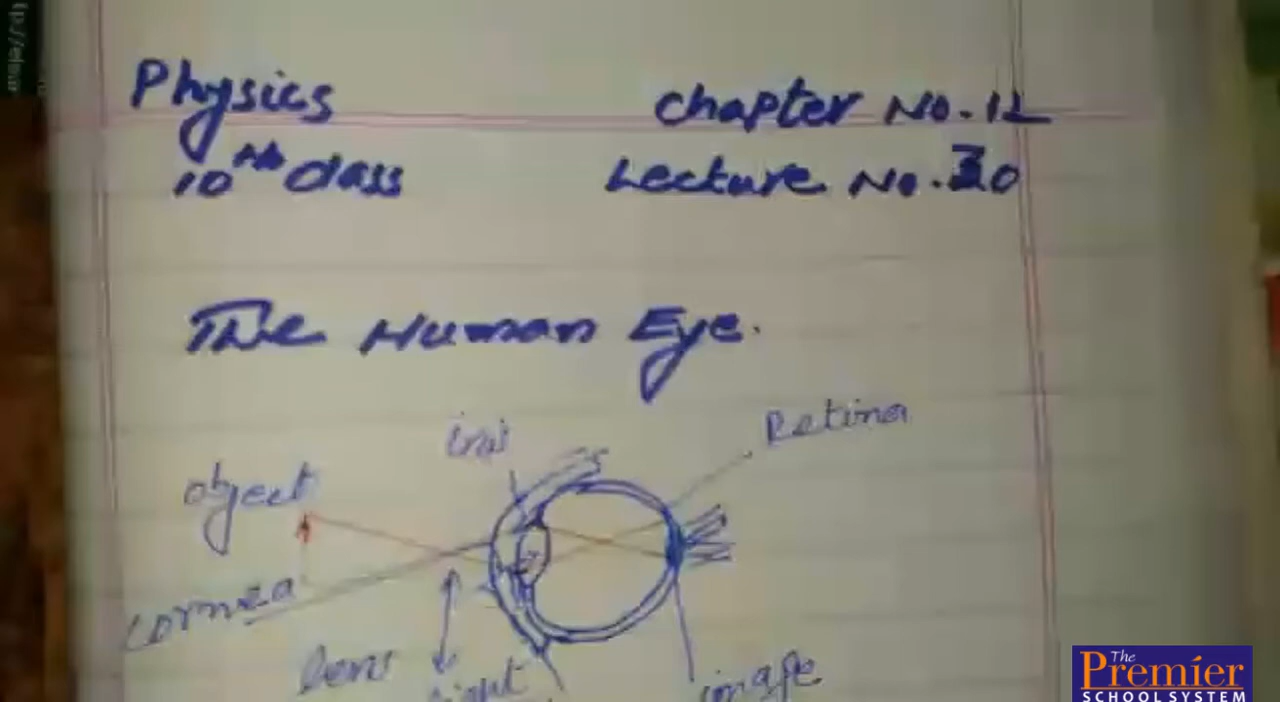 Physics
Chapter No. 12
10th class
Lecture No. 30
The Human Eye.
iris
Retina
object
cornea
lens
image
The
Premier
SCHOOL SYSTEM